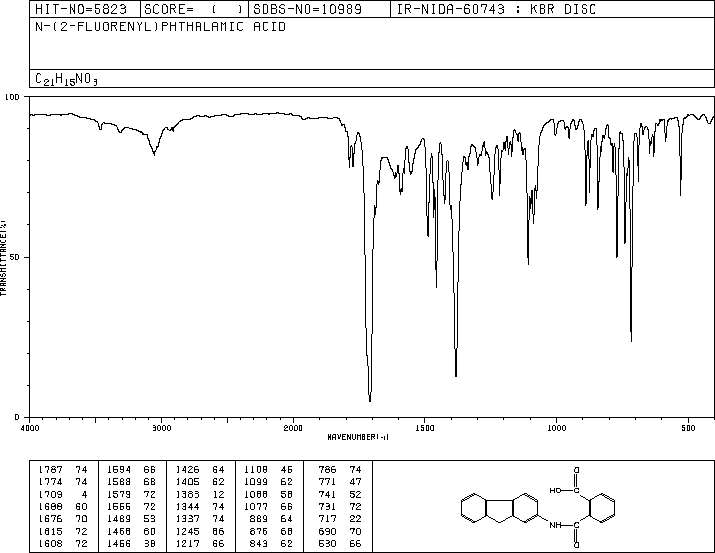 HIT-NO=5823 SCORE= ( ) SDBS-NO=10989 IR-NIDA-60743 : KBR DISC
N-(2-FLUORENYL)PHTHALAMIC ACID
C21H15NO3
100
50
0
TRANSMITTANCE(%)
4000 3000 2000 1500 1000 500
WAVENUMBER(-1)
1787 74 1594 66 1426 64 1108 46 786 74
1774 74 1588 68 1405 62 1099 62 771 47
1709 4 1579 72 1383 12 1088 58 741 52
1688 60 1556 72 1344 74 1077 66 731 72
1676 70 1489 53 1337 74 889 64 717 22
1615 72 1468 60 1245 66 876 68 690 70
1608 72 1456 38 1217 66 843 62 530 66
O
HO-C
NH-C
O